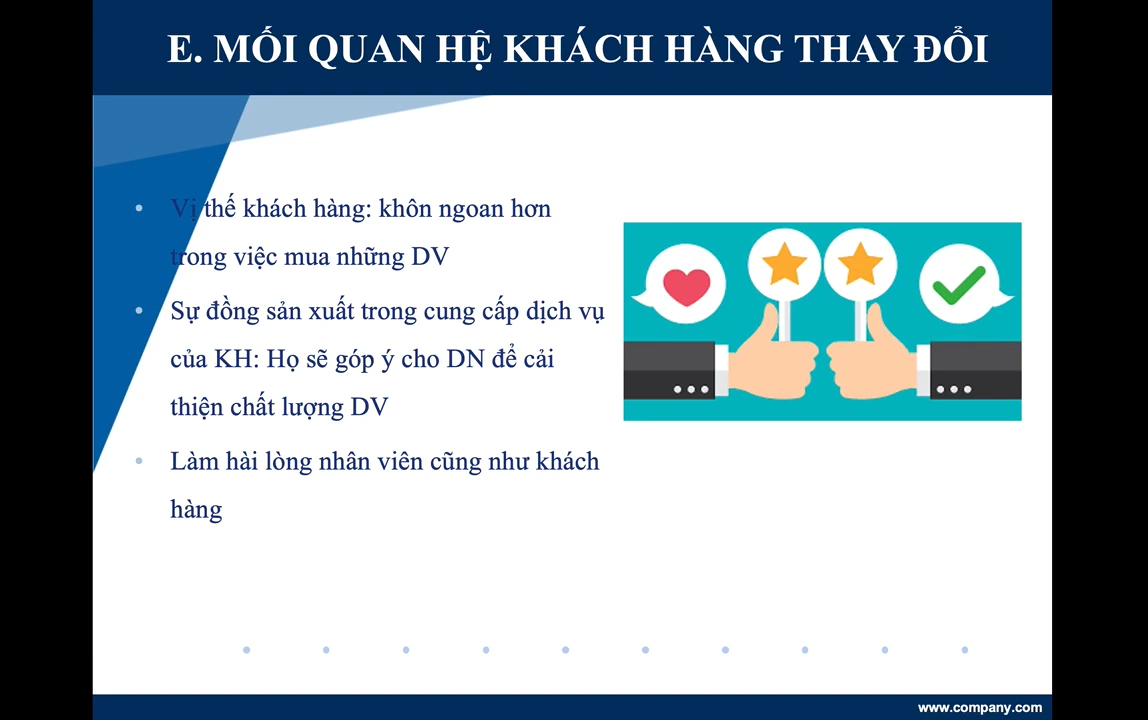 E. MỐI QUAN HỆ KHÁCH HÀNG THAY ĐỔI
• Vị thế khách hàng: khôn ngoan hơn
trong việc mua những DV
• Sự đồng sản xuất trong cung cấp dịch vụ
của KH: Họ sẽ góp ý cho DN để cải
thiện chất lượng DV
• Làm hài lòng nhân viên cũng như khách
hàng
www.company.com